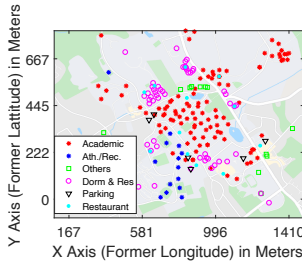 Y Axis (Former Lattitude) in Meters
667
445
222
0
Academic
Ath./Rec.
Others
Dorm & Res
Parking
Restaurant
167 581 996 1410
X Axis (Former Longitude) in Meters